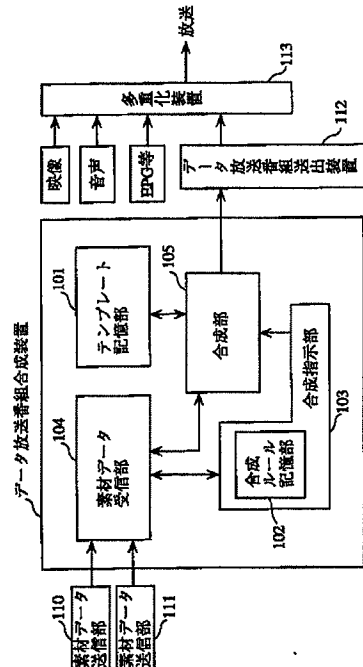 データ放送番組合成装置
素材データ
送信部
110
素材データ
送信部
111
104
素材データ
受信部
101
テンプレート
記憶部
105
合成部
合成
ルール
記憶部
102
合成指示部
103
映像
音声
EPG等
データ放送番組送出装置
112
多重化装置
113
放送